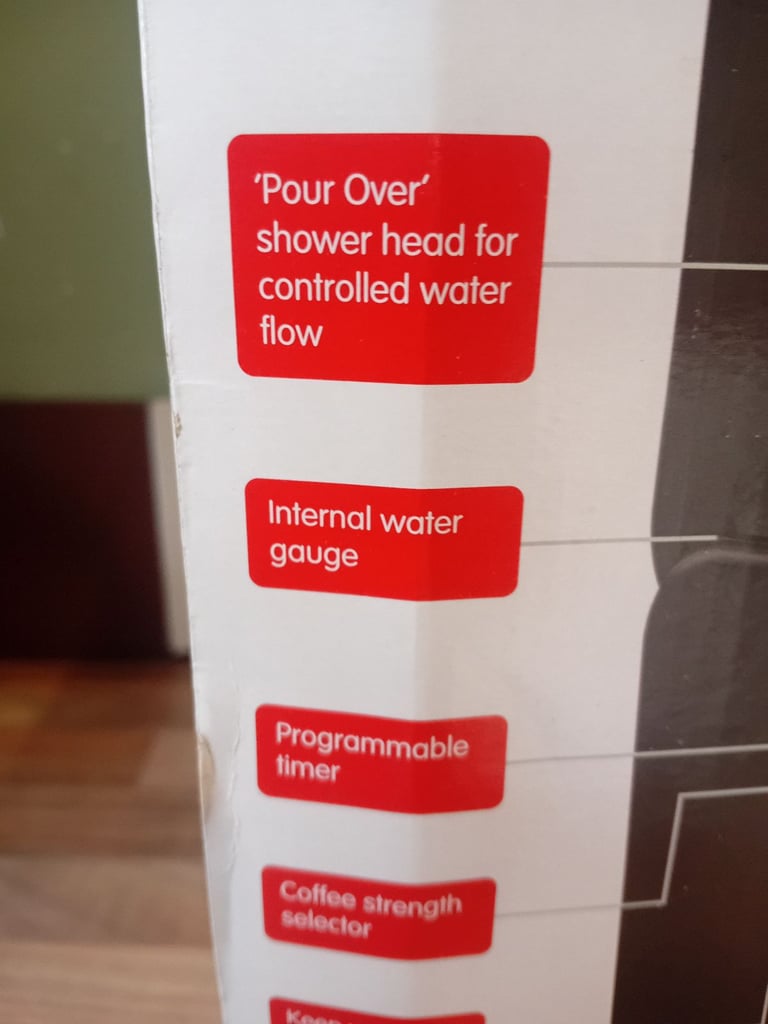 ‘Pour Over’
shower head for
controlled water
flow
Internal water
gauge
Programmable
timer
Coffee strength
selector